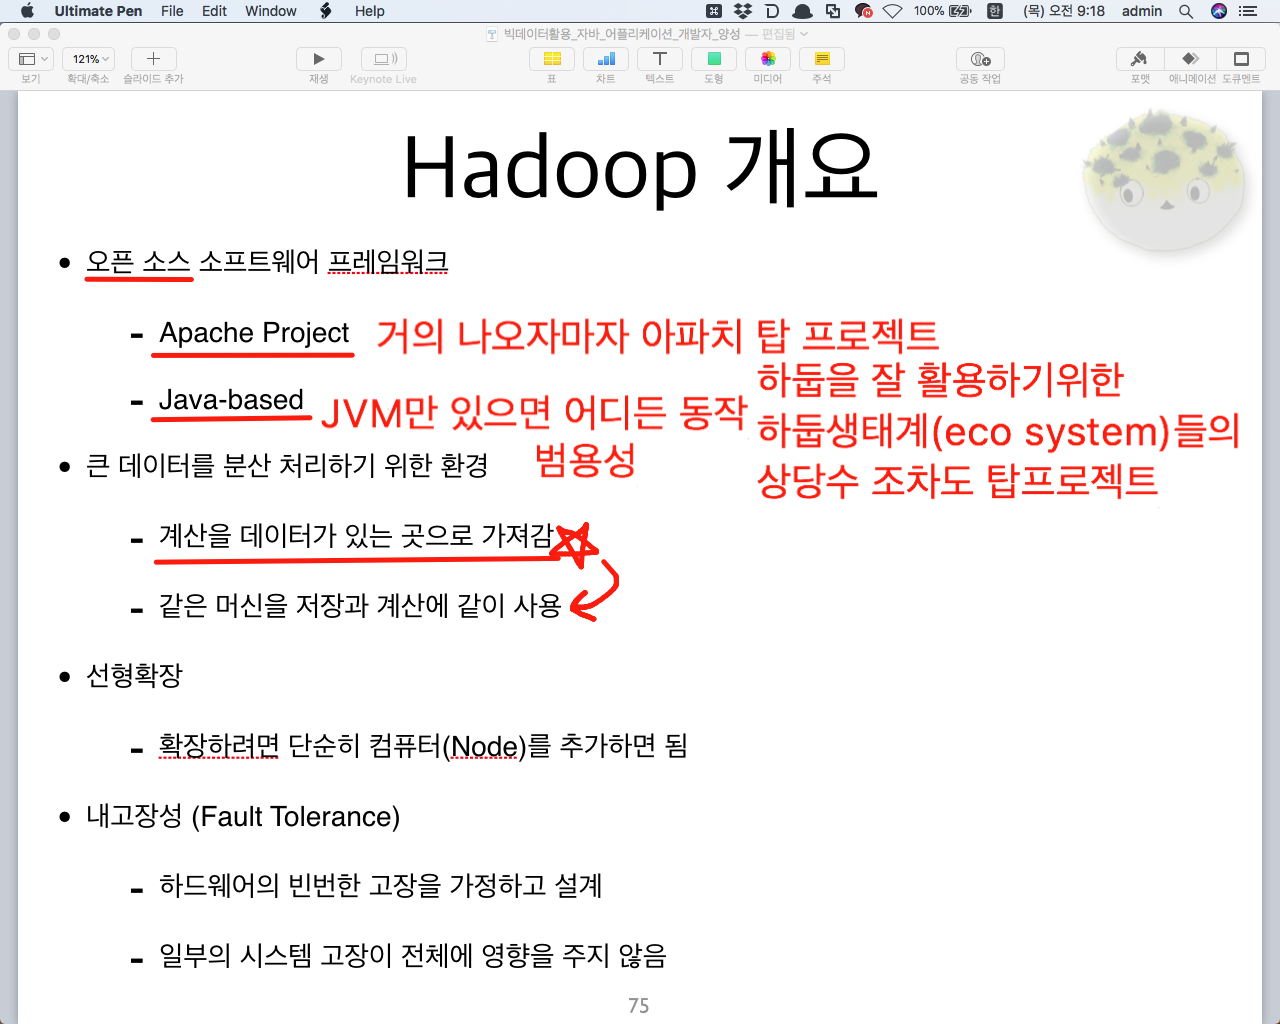 Ultimate Pen File Edit Window Help 100% 한 (목) 오전 9:18 admin
빅데이터활용_자바_어플리케이션_개발자_양성 — 편집됨
121%
보기 확대/축소 슬라이드 추가 재생 Keynote Live 표 차트 텍스트 도형 미디어 주석 공동 작업 포맷 애니메이션 도큐멘트
Hadoop 개요
• 오픈 소스 소프트웨어 프레임워크
- Apache Project 거의 나오자마자 아파치 탑 프로젝트
하둡을 잘 활용하기위한
- Java-based JVM만 있으면 어디든 동작
하둡생태계(eco system)들의
• 큰 데이터를 분산 처리하기 위한 환경 범용성
상당수 조차도 탑프로젝트
- 계산을 데이터가 있는 곳으로 가져감
- 같은 머신을 저장과 계산에 같이 사용
• 선형확장
- 확장하려면 단순히 컴퓨터(Node)를 추가하면 됨
• 내고장성 (Fault Tolerance)
- 하드웨어의 빈번한 고장을 가정하고 설계
- 일부의 시스템 고장이 전체에 영향을 주지 않음
75